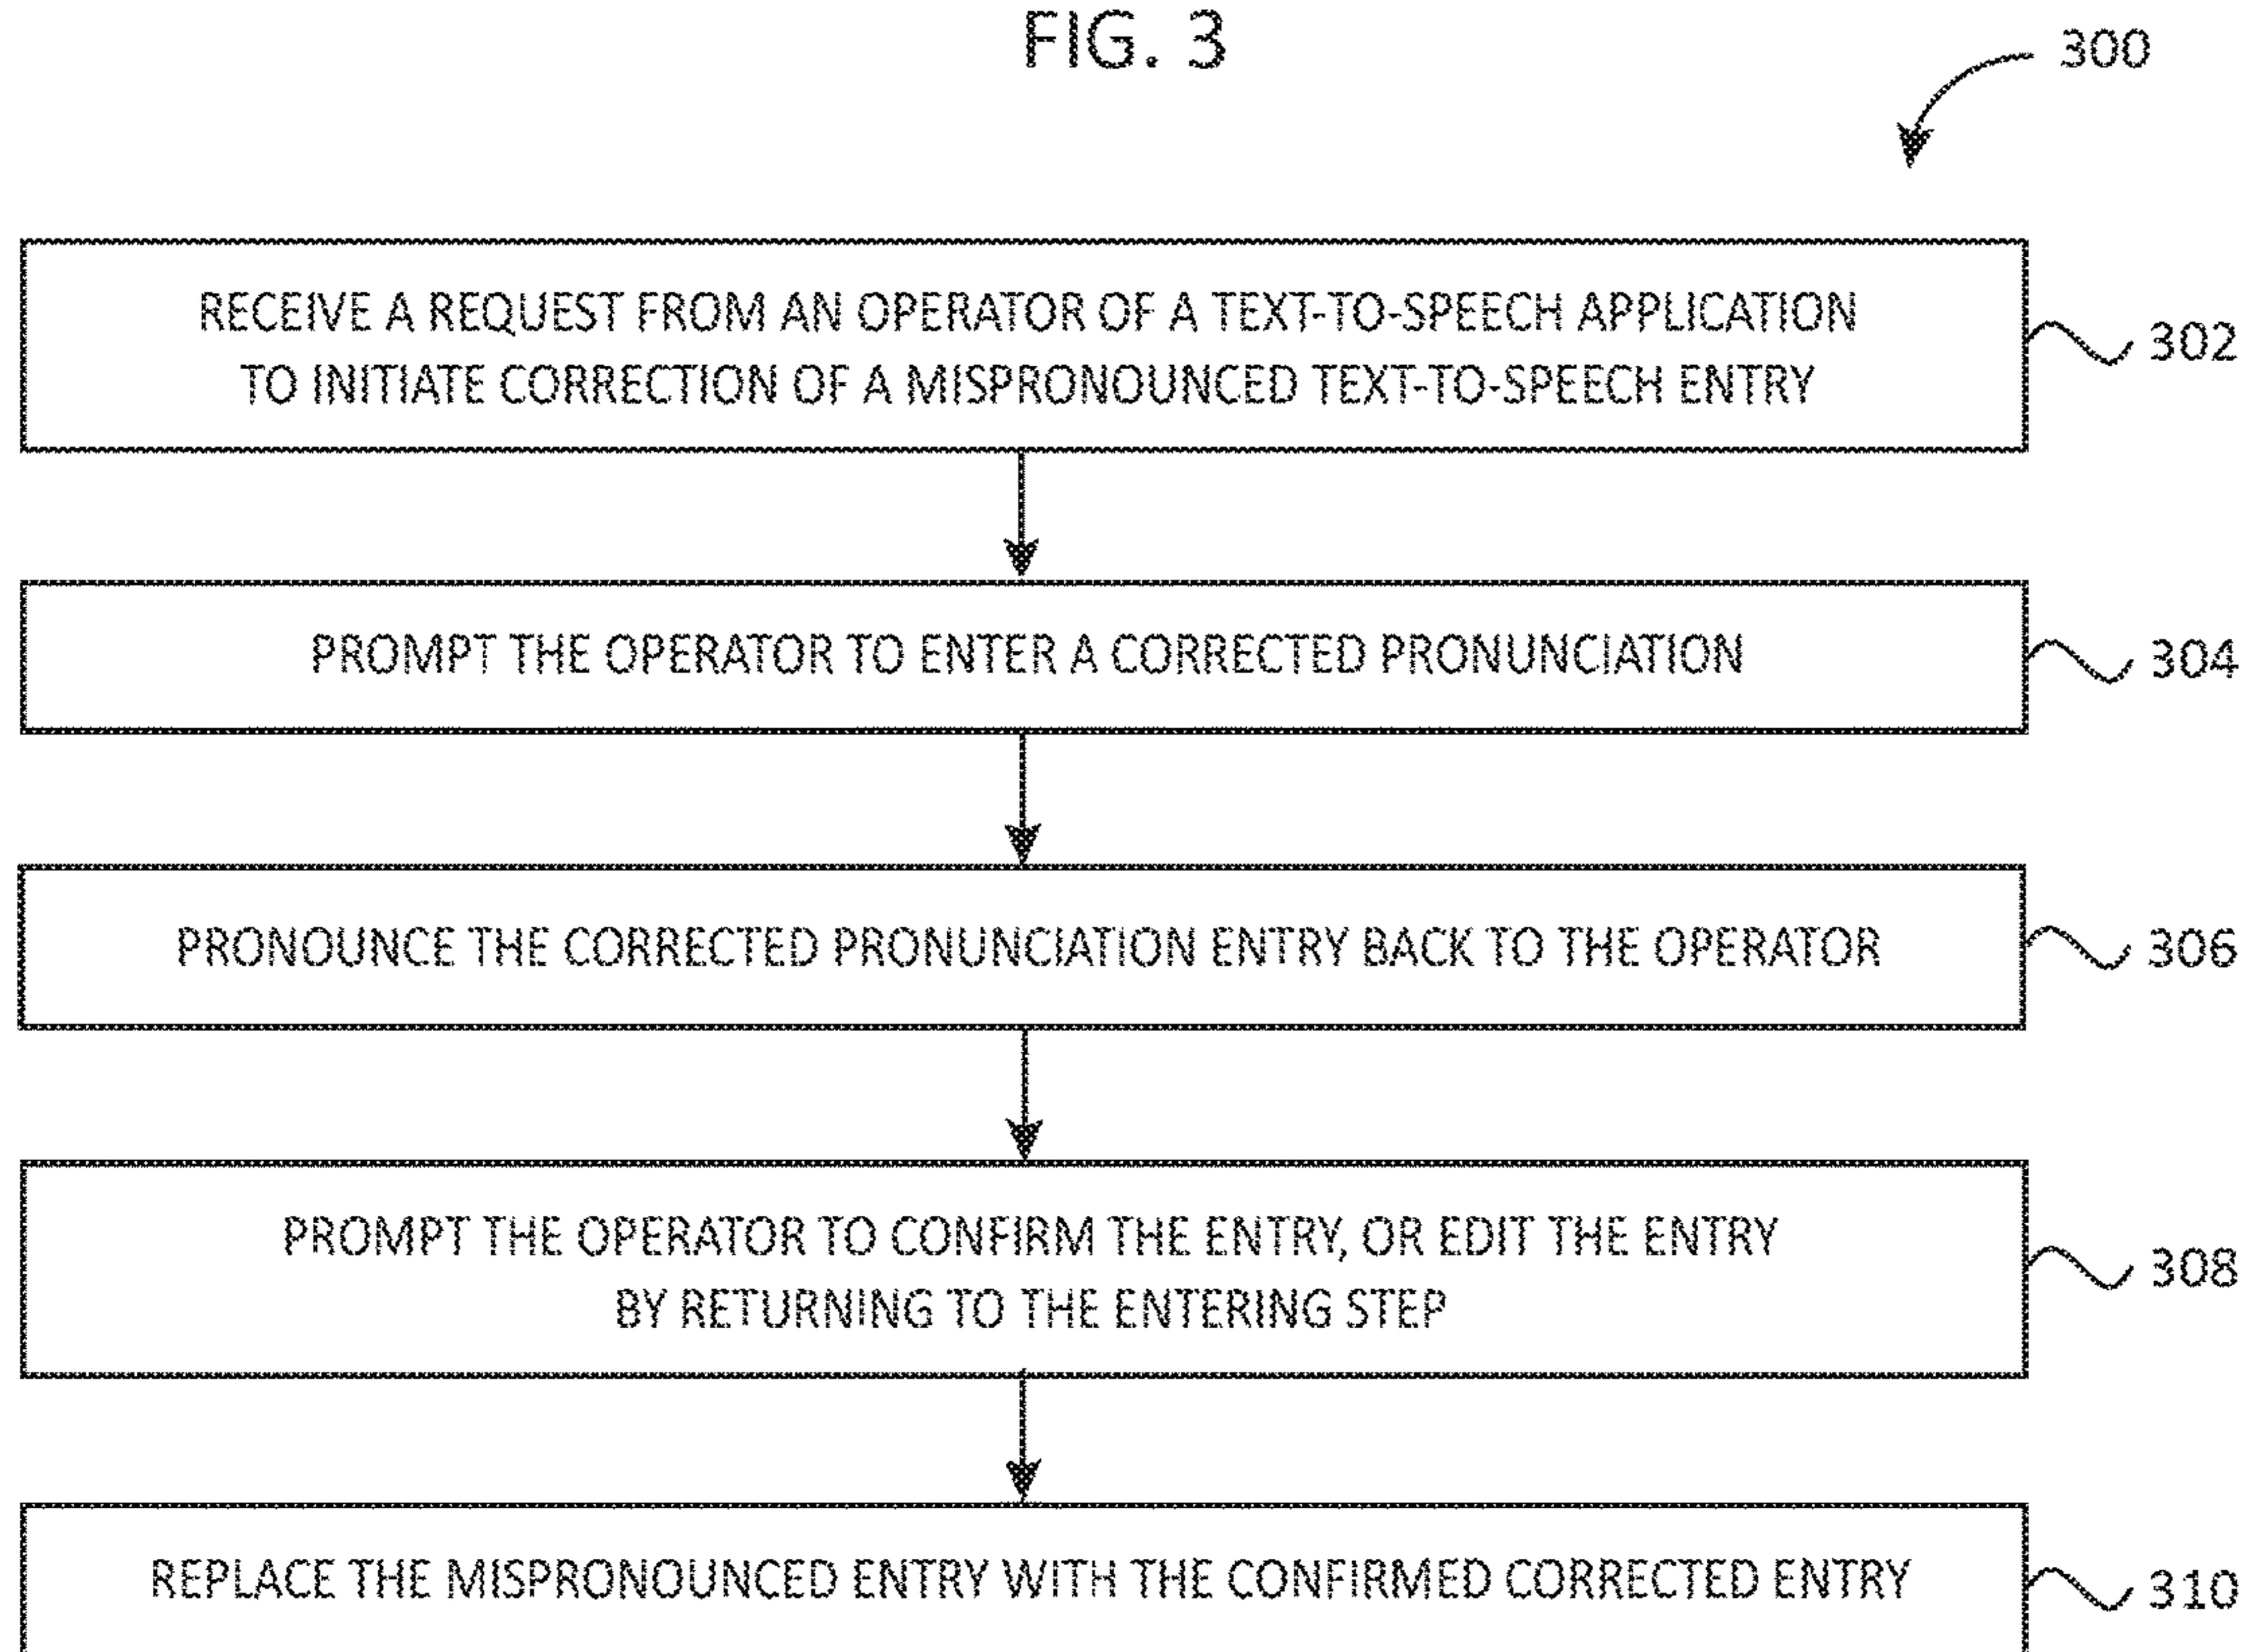 FIG. 3
300
RECEIVE A REQUEST FROM AN OPERATOR OF A TEXT-TO-SPEECH APPLICATION
TO INITIATE CORRECTION OF A MISPRONOUNCED TEXT-TO-SPEECH ENTRY
302
PROMPT THE OPERATOR TO ENTER A CORRECTED PRONUNCIATION
304
PRONOUNCE THE CORRECTED PRONUNCIATION ENTRY BACK TO THE OPERATOR
306
PROMPT THE OPERATOR TO CONFIRM THE ENTRY, OR EDIT THE ENTRY
BY RETURNING TO THE ENTERING STEP
308
REPLACE THE MISPRONOUNCED ENTRY WITH THE CONFIRMED CORRECTED ENTRY
310